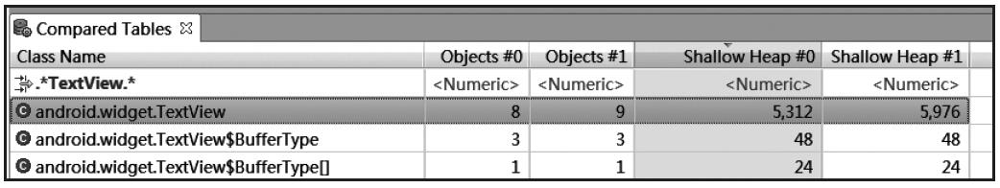 Compared Tables
Class Name Objects #0 Objects #1 Shallow Heap #0 Shallow Heap #1
.*TextView.* <Numeric> <Numeric> <Numeric> <Numeric>
android.widget.TextView 8 9 5,312 5,976
android.widget.TextView$BufferType 3 3 48 48
android.widget.TextView$BufferType[] 1 1 24 24